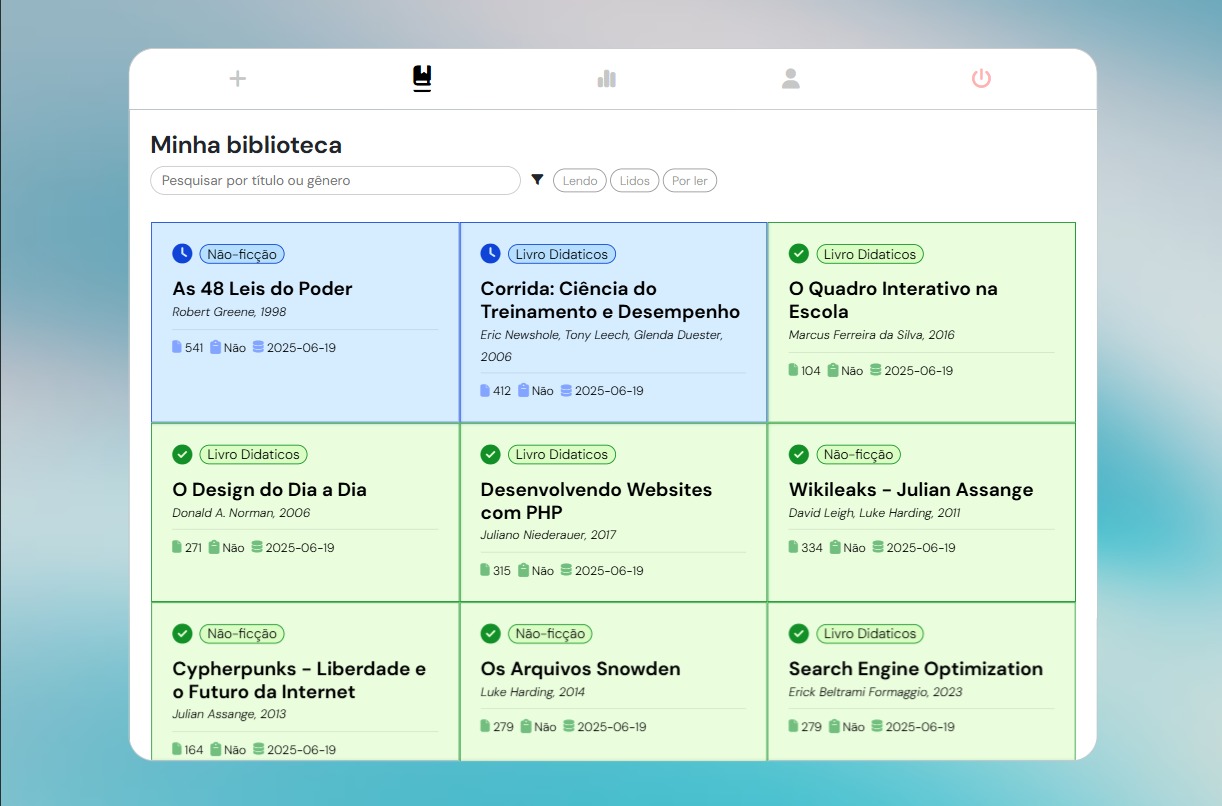 Minha biblioteca
Pesquisar por título ou gênero
Lendo Lidos Por ler
Não-ficção
As 48 Leis do Poder
Robert Greene, 1998
541 Não 2025-06-19
Livro Didaticos
Corrida: Ciência do
Treinamento e Desempenho
Eric Newshole, Tony Leech, Glenda Duester,
2006
412 Não 2025-06-19
Livro Didaticos
O Quadro Interativo na
Escola
Marcus Ferreira da Silva, 2016
104 Não 2025-06-19
Livro Didaticos
O Design do Dia a Dia
Donald A. Norman, 2006
271 Não 2025-06-19
Livro Didaticos
Desenvolvendo Websites
com PHP
Juliano Niederauer, 2017
315 Não 2025-06-19
Não-ficção
Wikileaks - Julian Assange
David Leigh, Luke Harding, 2011
334 Não 2025-06-19
Não-ficção
Cypherpunks - Liberdade e
o Futuro da Internet
Julian Assange, 2013
164 Não 2025-06-19
Não-ficção
Os Arquivos Snowden
Luke Harding, 2014
279 Não 2025-06-19
Livro Didaticos
Search Engine Optimization
Erick Beltrami Formaggio, 2023
279 Não 2025-06-19